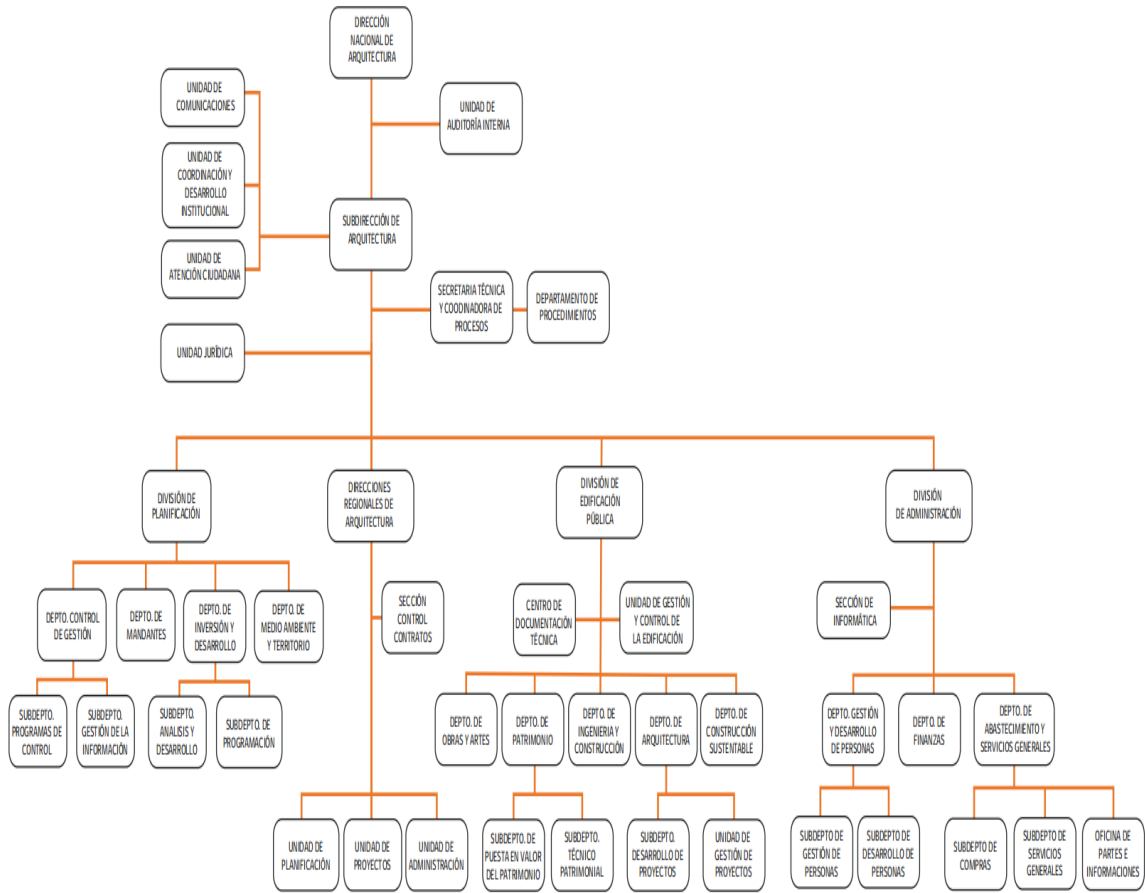 DIRECCIÓN
NACIONAL DE
ARQUITECTURA
UNIDAD DE
COMUNICACIONES
UNIDAD DE
AUDITORÍA INTERNA
UNIDAD DE
COORDINACIÓN Y
DESARROLLO
INSTITUCIONAL
SUBDIRECCIÓN DE
ARQUITECTURA
UNIDAD DE
ATENCIÓN CIUDADANA
SECRETARIA TÉCNICA
Y COODINADORA DE
PROCESOS
DEPARTAMENTO DE
PROCEDIMIENTOS
UNIDAD JURÍDICA
DIVISIÓN DE
PLANIFICACIÓN
DIRECCIONES
REGIONALES DE
ARQUITECTURA
DIVISIÓN DE
EDIFICACIÓN
PÚBLICA
DIVISIÓN
DE ADMINISTRACIÓN
DEPTO. CONTROL
DE GESTIÓN
DEPTO. DE
MANDANTES
DEPTO. DE
INVERSIÓN Y
DESARROLLO
DEPTO. DE
MEDIO AMBIENTE
Y TERRITORIO
SECCIÓN
CONTROL
CONTRATOS
CENTRO DE
DOCUMENTACIÓN
TÉCNICA
UNIDAD DE GESTIÓN
Y CONTROL DE
LA EDIFICACIÓN
SECCIÓN DE
INFORMÁTICA
SUBDEPTO.
PROGRAMAS DE
CONTROL
SUBDEPTO.
GESTIÓN DE LA
INFORMACIÓN
SUBDEPTO.
ANALISIS Y
DESARROLLO
SUBDEPTO. DE
PROGRAMACIÓN
DEPTO. DE
OBRAS Y ARTES
DEPTO. DE
PATRIMONIO
DEPTO. DE
INGENIERIA Y
CONSTRUCCIÓN
DEPTO. DE
ARQUITECTURA
DEPTO. DE
CONSTRUCCIÓN
SUSTENTABLE
DEPTO. GESTIÓN
Y DESARROLLO
DE PERSONAS
DEPTO. DE
FINANZAS
DEPTO. DE
ABASTECIMIENTO Y
SERVICIOS GENERALES
UNIDAD DE
PLANIFICACIÓN
UNIDAD DE
PROYECTOS
UNIDAD DE
ADMINISTRACIÓN
SUBDEPTO. DE
PUESTA EN VALOR
DEL PATRIMONIO
SUBDEPTO.
TÉCNICO
PATRIMONIAL
SUBDEPTO.
DESARROLLO DE
PROYECTOS
UNIDAD DE
GESTIÓN DE
PROYECTOS
SUBDEPTO DE
GESTIÓN DE
PERSONAS
SUBDEPTO DE
DESARROLLO DE
PERSONAS
SUBDEPTO DE
COMPRAS
SUBDEPTO DE
SERVICIOS
GENERALES
OFICINA DE
PARTES E
INFORMACIONES